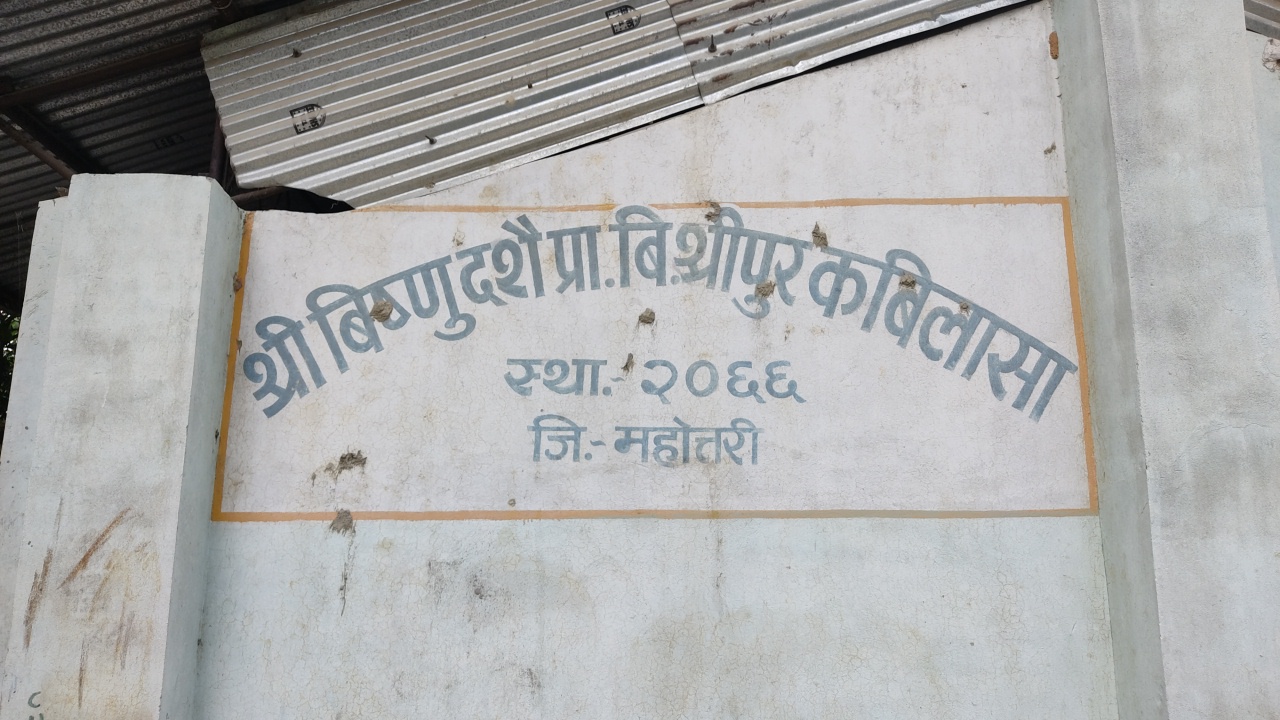 श्री बिष्णु दशै प्रा.बि.श्रीपुर कबिलासा
स्था.:- २०६६
जि.:- महोत्तरी